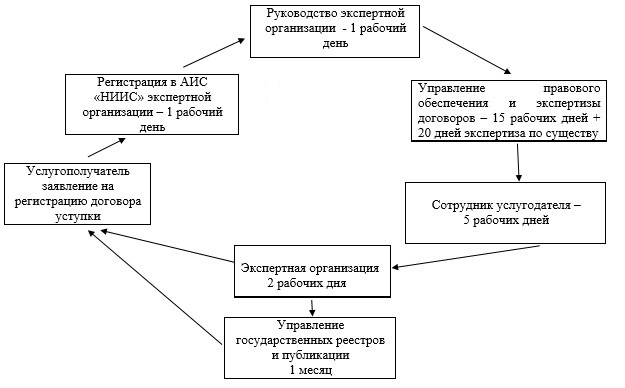 Руководство экспертной
организации - 1 рабочий
день
Регистрация в АИС
«НИИС» экспертной
организации – 1 рабочий
день
Управление правового
обеспечения и экспертизы
договоров – 15 рабочих дней +
20 дней экспертиза по существу
Услугополучатель
заявление на
регистрацию договора
уступки
Сотрудник услугодателя –
5 рабочих дней
Экспертная организация
2 рабочих дня
Управление
государственных реестров
и публикации
1 месяц